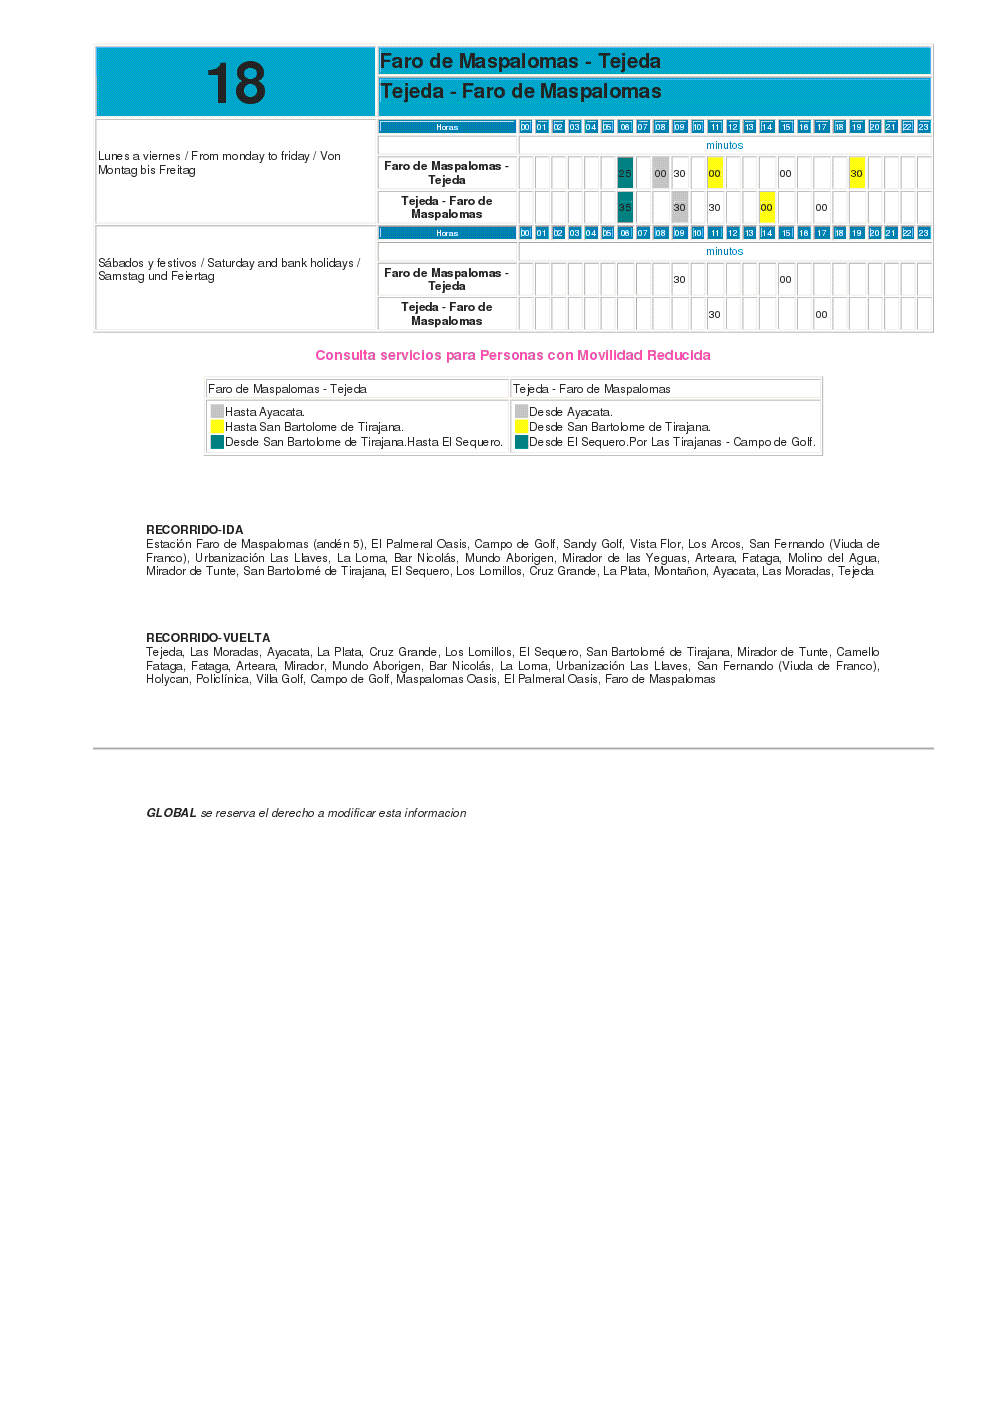 18
Faro de Maspalomas - Tejeda
Tejeda - Faro de Maspalomas
Lunes a viernes / From monday to friday / Von
Montag bis Freitag
Horas 00 01 02 03 04 05 06 07 08 09 10 11 12 13 14 15 16 17 18 19 20 21 22 23
minutos
Faro de Maspalomas -
Tejeda
25 00 30 00 00 30
Tejeda - Faro de
Maspalomas
35 30 30 00 00
Sábados y festivos / Saturday and bank holidays /
Samstag und Feiertag
Horas 00 01 02 03 04 05 06 07 08 09 10 11 12 13 14 15 16 17 18 19 20 21 22 23
minutos
Faro de Maspalomas -
Tejeda
30 00
Tejeda - Faro de
Maspalomas
30 00
Consulta servicios para Personas con Movilidad Reducida
Faro de Maspalomas - Tejeda
Hasta Ayacata.
Hasta San Bartolome de Tirajana.
Desde San Bartolome de Tirajana.Hasta El Sequero.
Tejeda - Faro de Maspalomas
Desde Ayacata.
Desde San Bartolome de Tirajana.
Desde El Sequero.Por Las Tirajanas - Campo de Golf.
RECORRIDO-IDA
Estación Faro de Maspalomas (andén 5), El Palmeral Oasis, Campo de Golf, Sandy Golf, Vista Flor, Los Arcos, San Fernando (Viuda de
Franco), Urbanización Las Llaves, La Loma, Bar Nicolás, Mundo Aborigen, Mirador de las Yeguas, Arteara, Fataga, Molino del Agua,
Mirador de Tunte, San Bartolomé de Tirajana, El Sequero, Los Lomillos, Cruz Grande, La Plata, Montañon, Ayacata, Las Moradas, Tejeda
RECORRIDO-VUELTA
Tejeda, Las Moradas, Ayacata, La Plata, Cruz Grande, Los Lomillos, El Sequero, San Bartolomé de Tirajana, Mirador de Tunte, Camello
Fataga, Fataga, Arteara, Mirador, Mundo Aborigen, Bar Nicolás, La Loma, Urbanización Las Llaves, San Fernando (Viuda de Franco),
Holycan, Policlínica, Villa Golf, Campo de Golf, Maspalomas Oasis, El Palmeral Oasis, Faro de Maspalomas
GLOBAL se reserva el derecho a modificar esta informacion